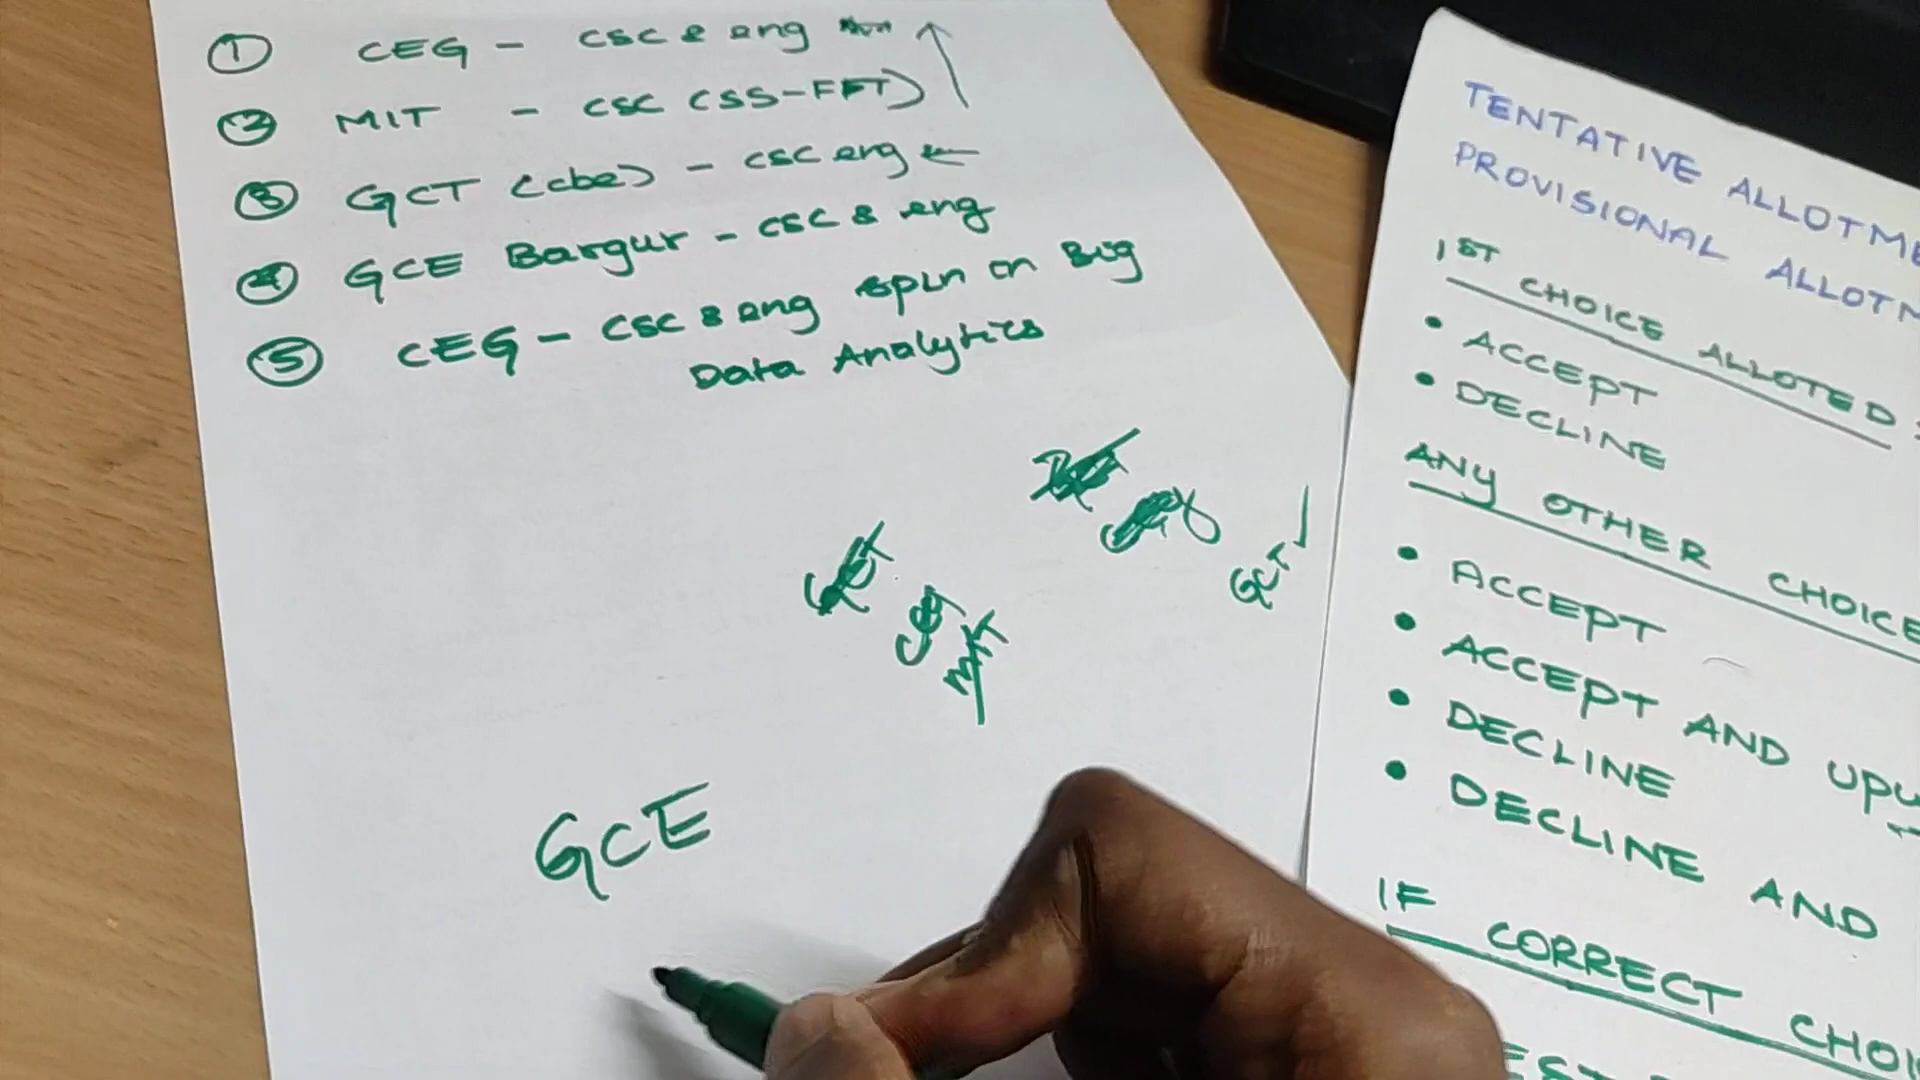 ① CEG - CSC & eng
② MIT - CSC (SS-FFT)
③ GCT (cbe) - CSC eng ←
④ GCE Bargur - CSC & eng
⑤ CEG - CSC & eng spln on Big
Data Analytics
GCT
MIT
GCE
TENTATIVE ALLOTME
PROVISIONAL ALLOTM
1ST CHOICE ALLOTED :
• ACCEPT
• DECLINE
ANY OTHER CHOICE
• ACCEPT
• ACCEPT AND UPW
• DECLINE
• DECLINE AND
IF CORRECT CHOI